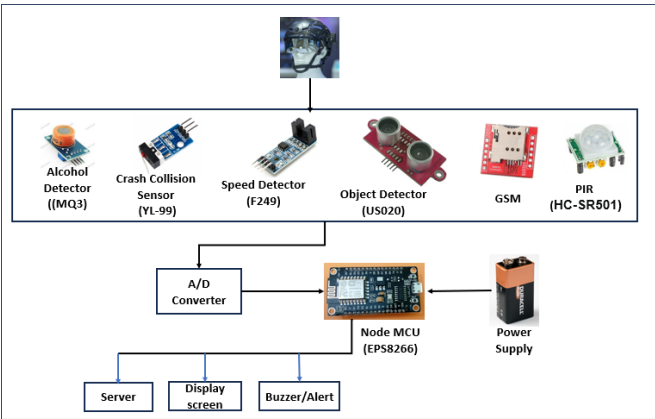 Alcohol
Detector
((MQ3)
Crash Collision
Sensor
(YL-99)
Speed Detector
(F249)
Object Detector
(US020)
GSM
PIR
(HC-SR501)
A/D
Converter
Node MCU
(EPS8266)
DURACELL
Power
Supply
Server
Display
screen
Buzzer/Alert